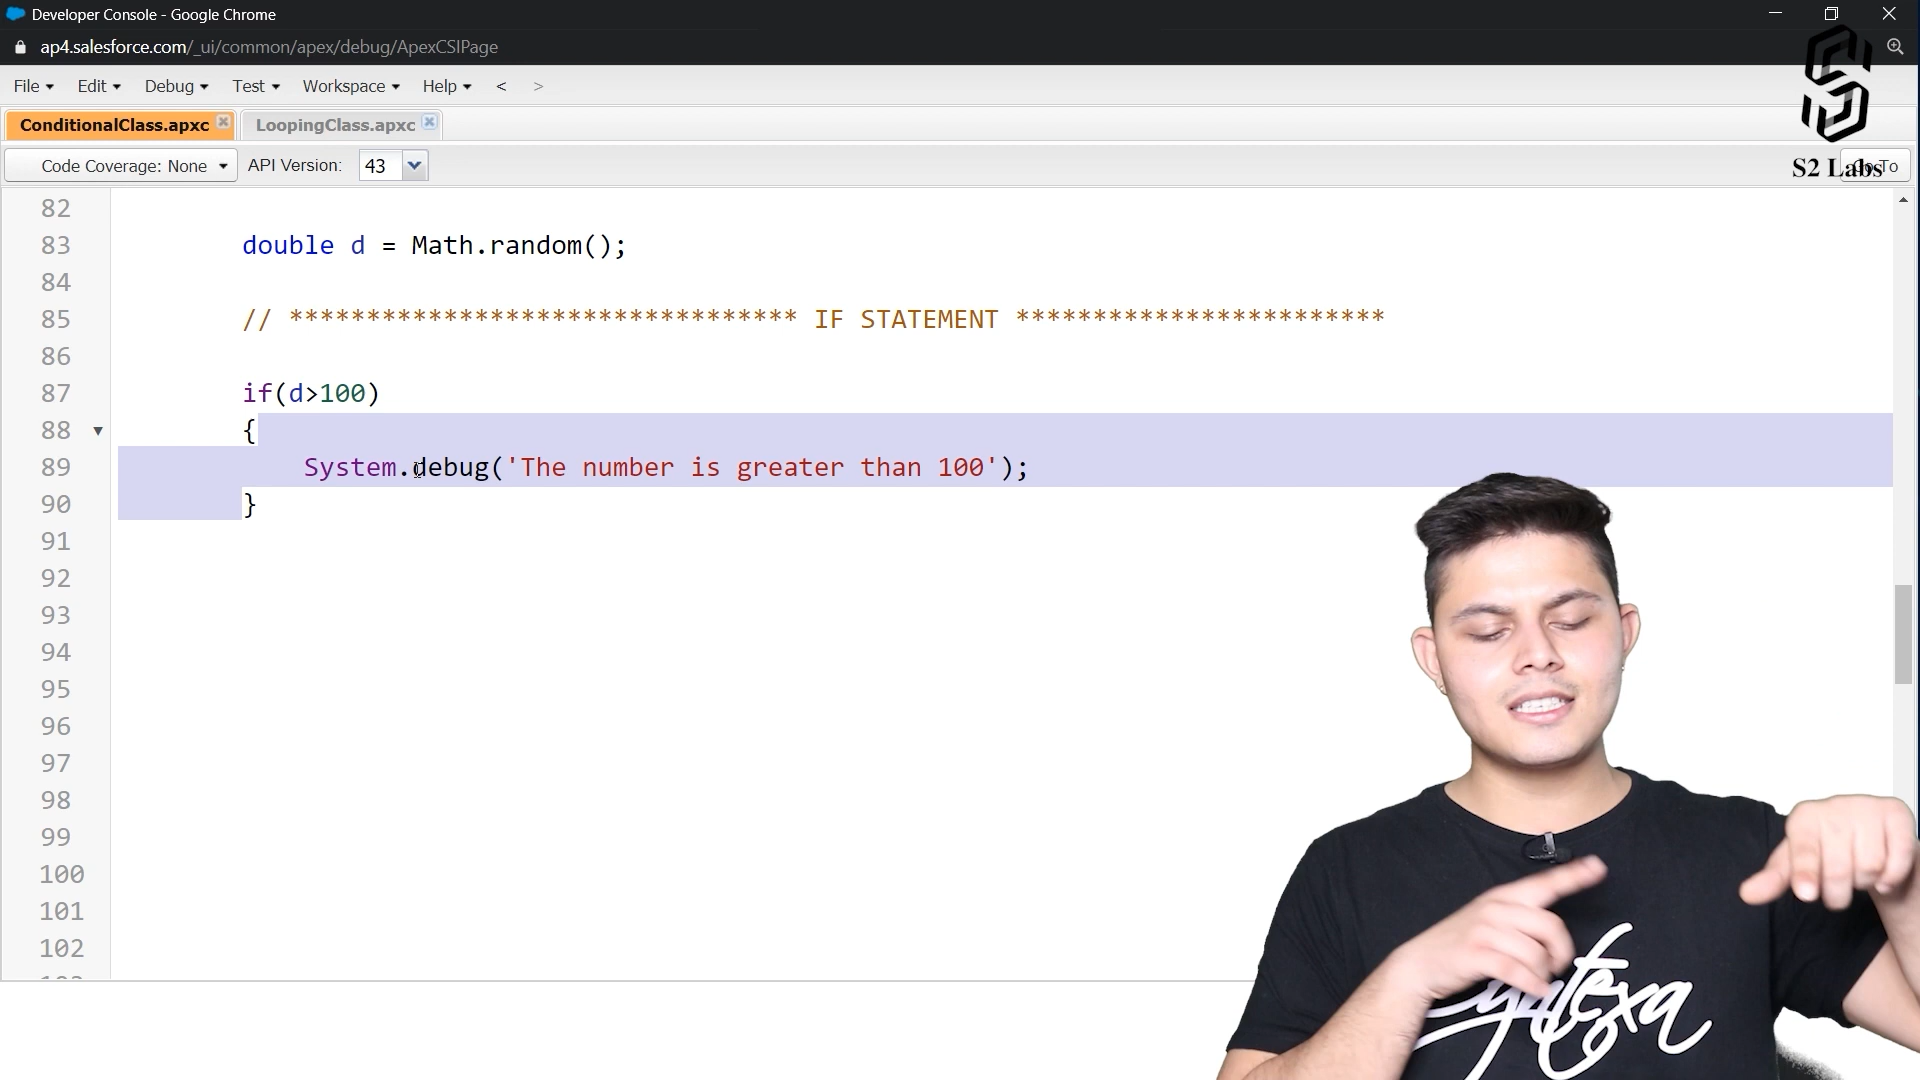 Developer Console - Google Chrome
ap4.salesforce.com/_ui/common/apex/debug/ApexCSIPage
File Edit Debug Test Workspace Help < >
ConditionalClass.apxc LoopingClass.apxc
Code Coverage: None API Version: 43 To
S2 Labs
82
83 double d = Math.random();
84
85 // ********************************* IF STATEMENT ************************
86
87 if(d>100)
88 {
89 System.debug('The number is greater than 100');
90 }
91
92
93
94
95
96
97
98
99
100
101
102